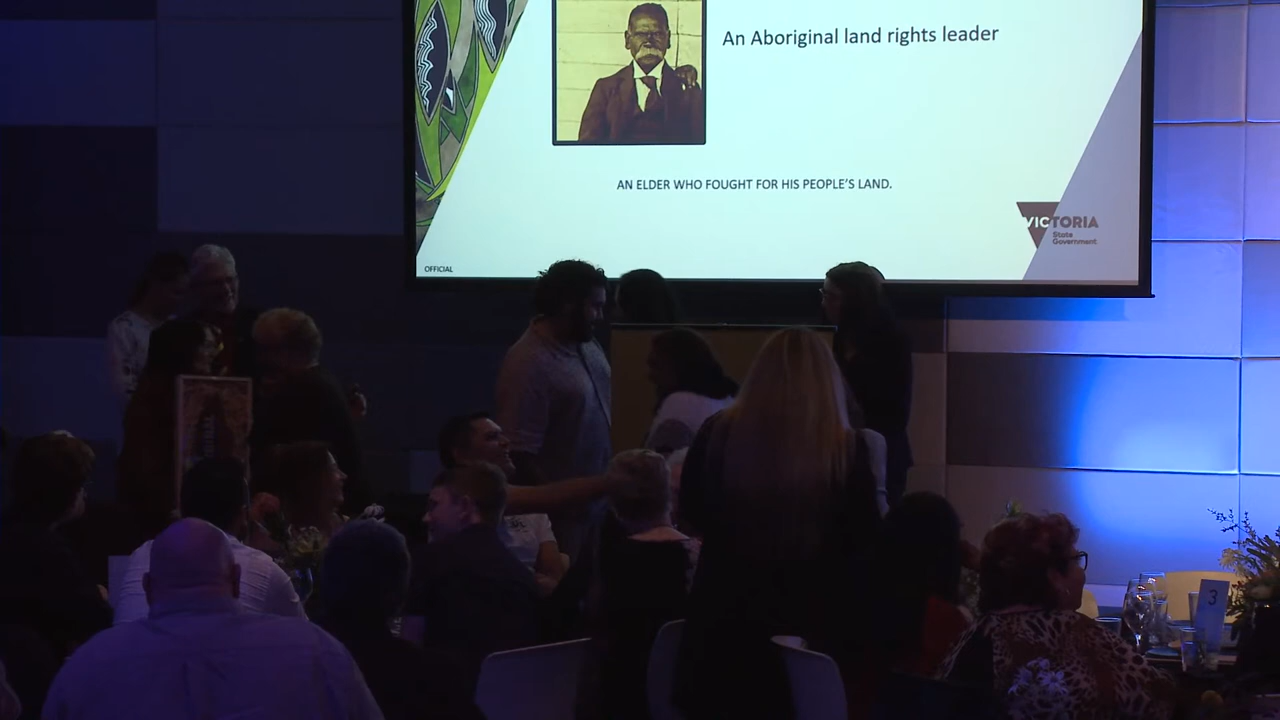 An Aboriginal land rights leader
AN ELDER WHO FOUGHT FOR HIS PEOPLE'S LAND.
VICTORIA
State
Government
OFFICIAL
3